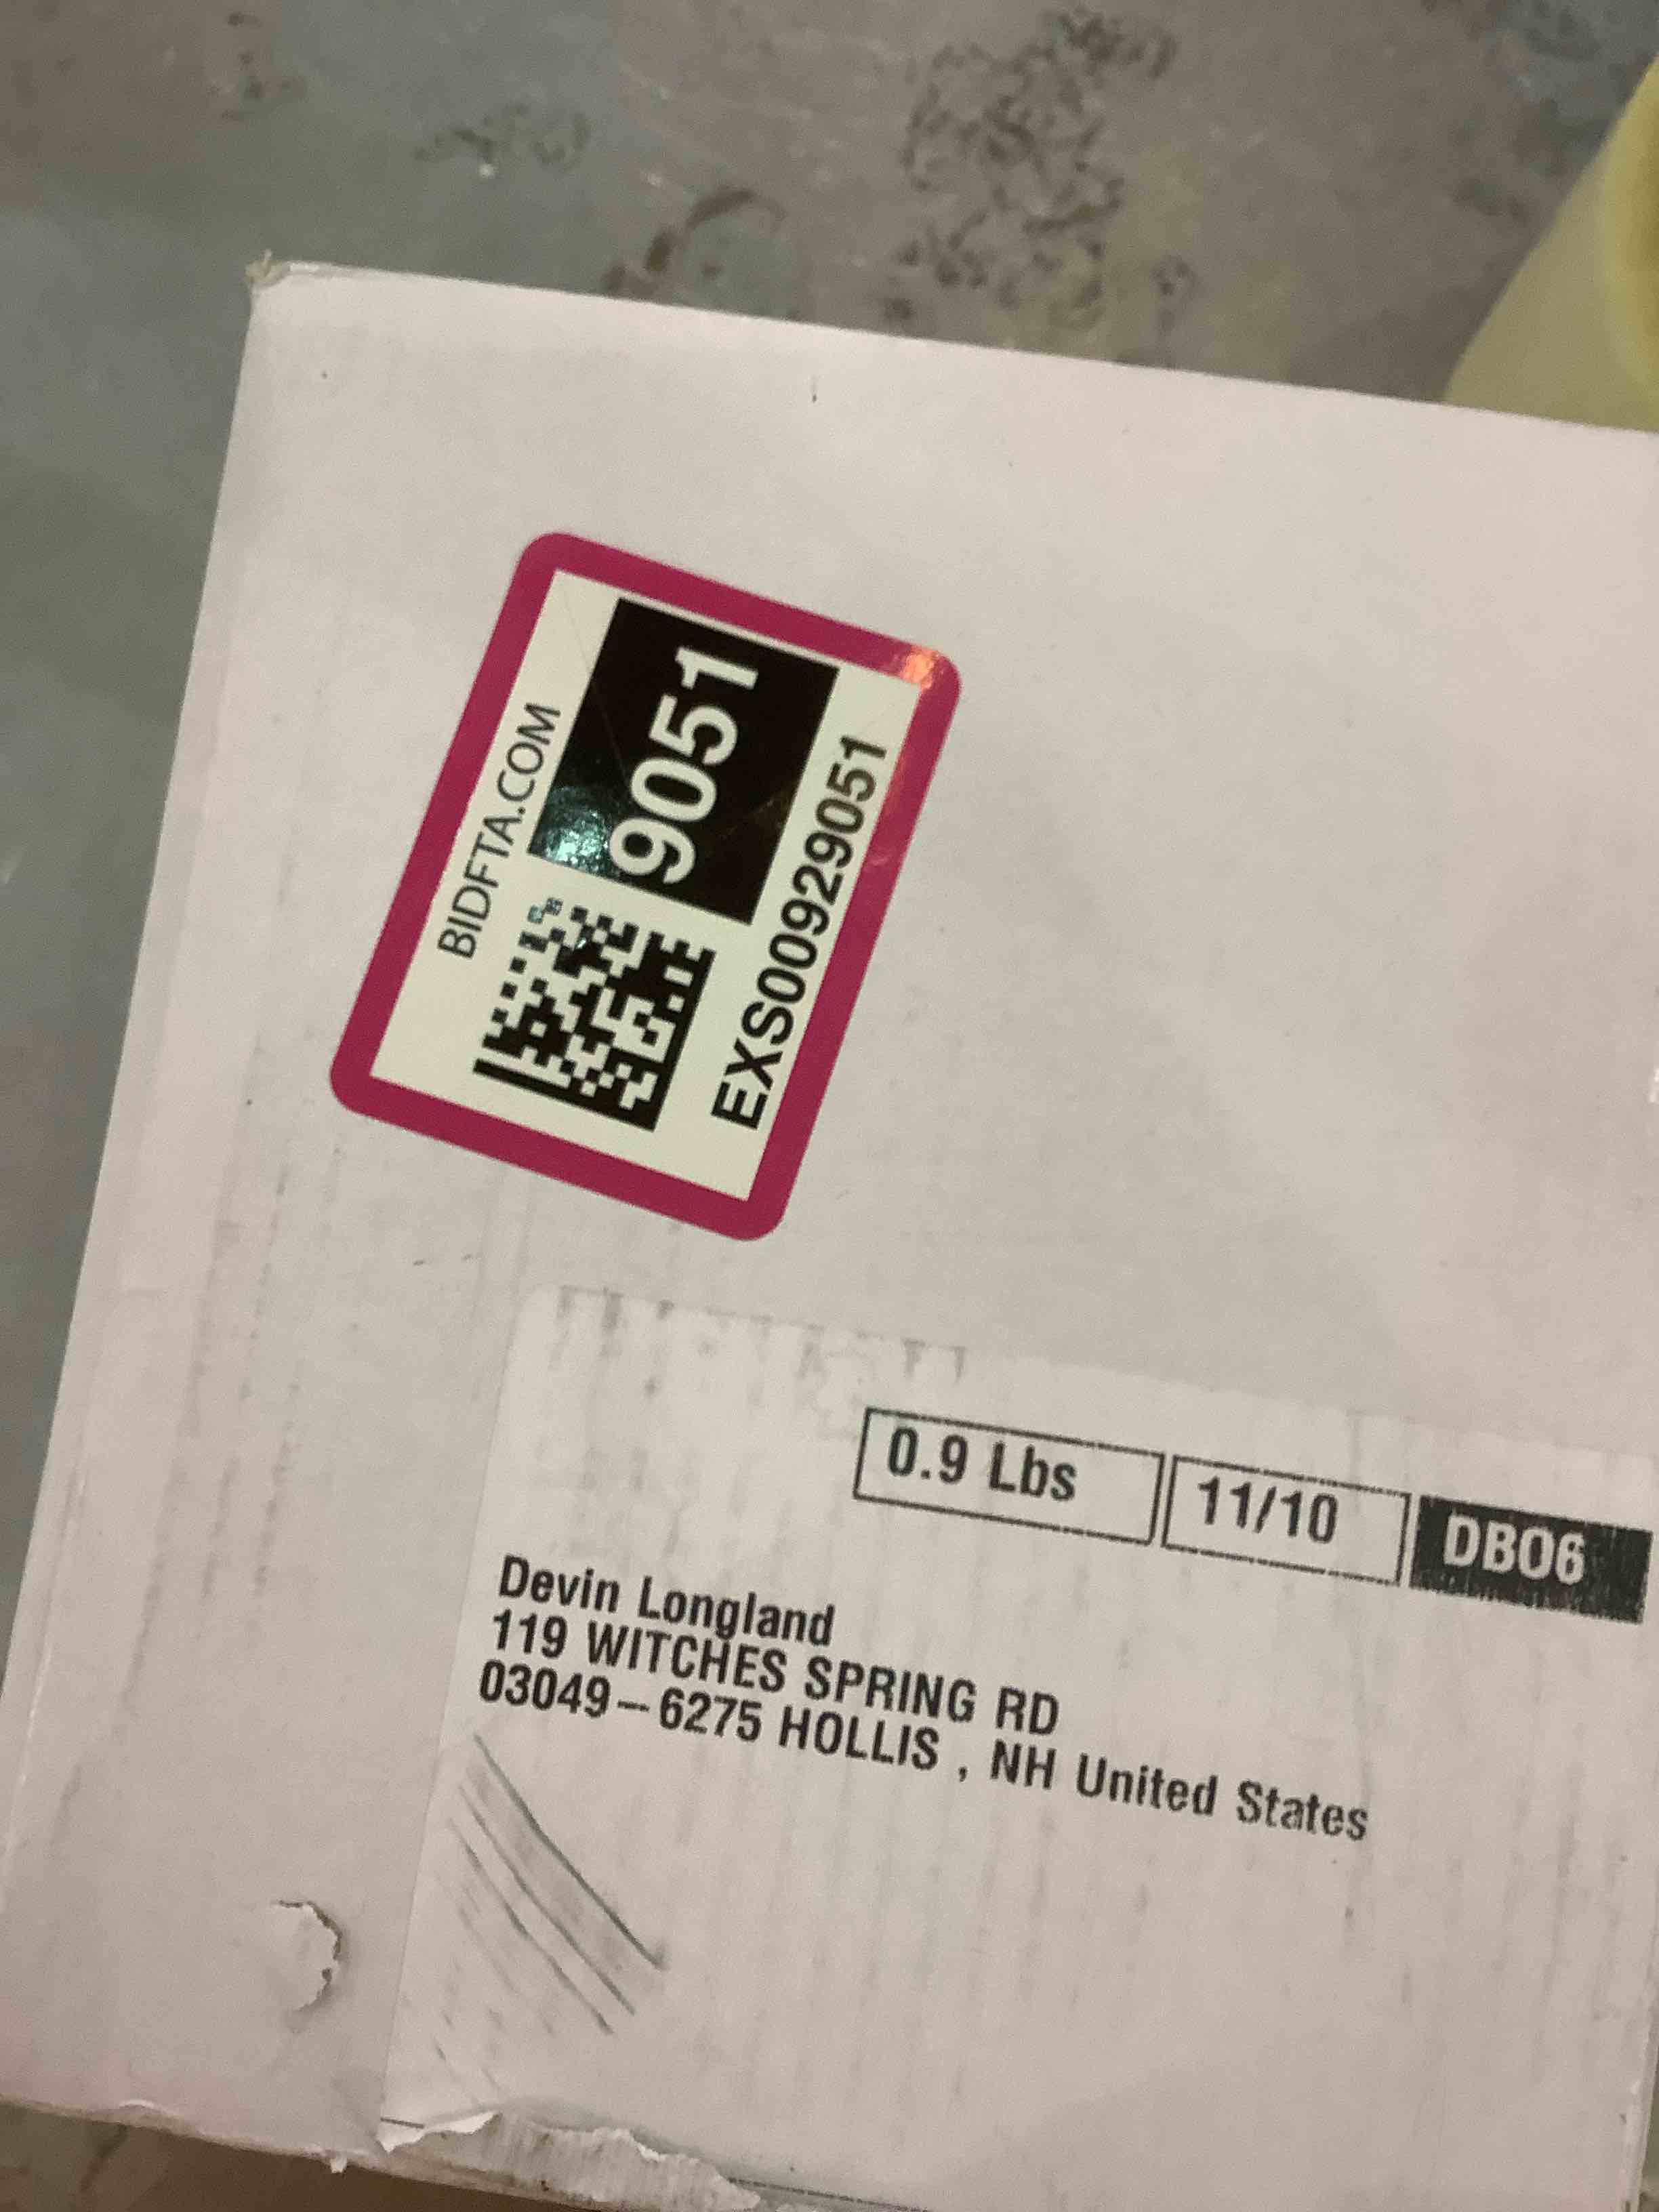 BIDFTA.COM
9051
EXS00929051
0.9 Lbs 11/10 DBO6
Devin Longland
119 WITCHES SPRING RD
03049-6275 HOLLIS , NH United States